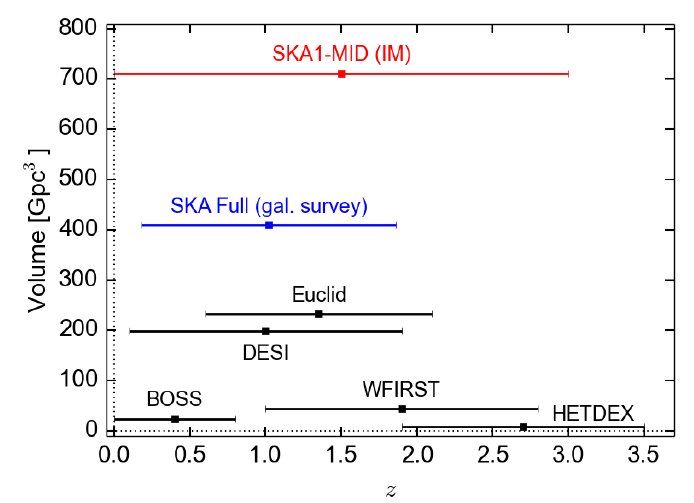 800
700
600
500
400
300
200
100
0
Volume [Gpc³ ]
SKA1-MID (IM)
SKA Full (gal. survey)
Euclid
DESI
BOSS
WFIRST
HETDEX
0.0 0.5 1.0 1.5 2.0 2.5 3.0 3.5
z